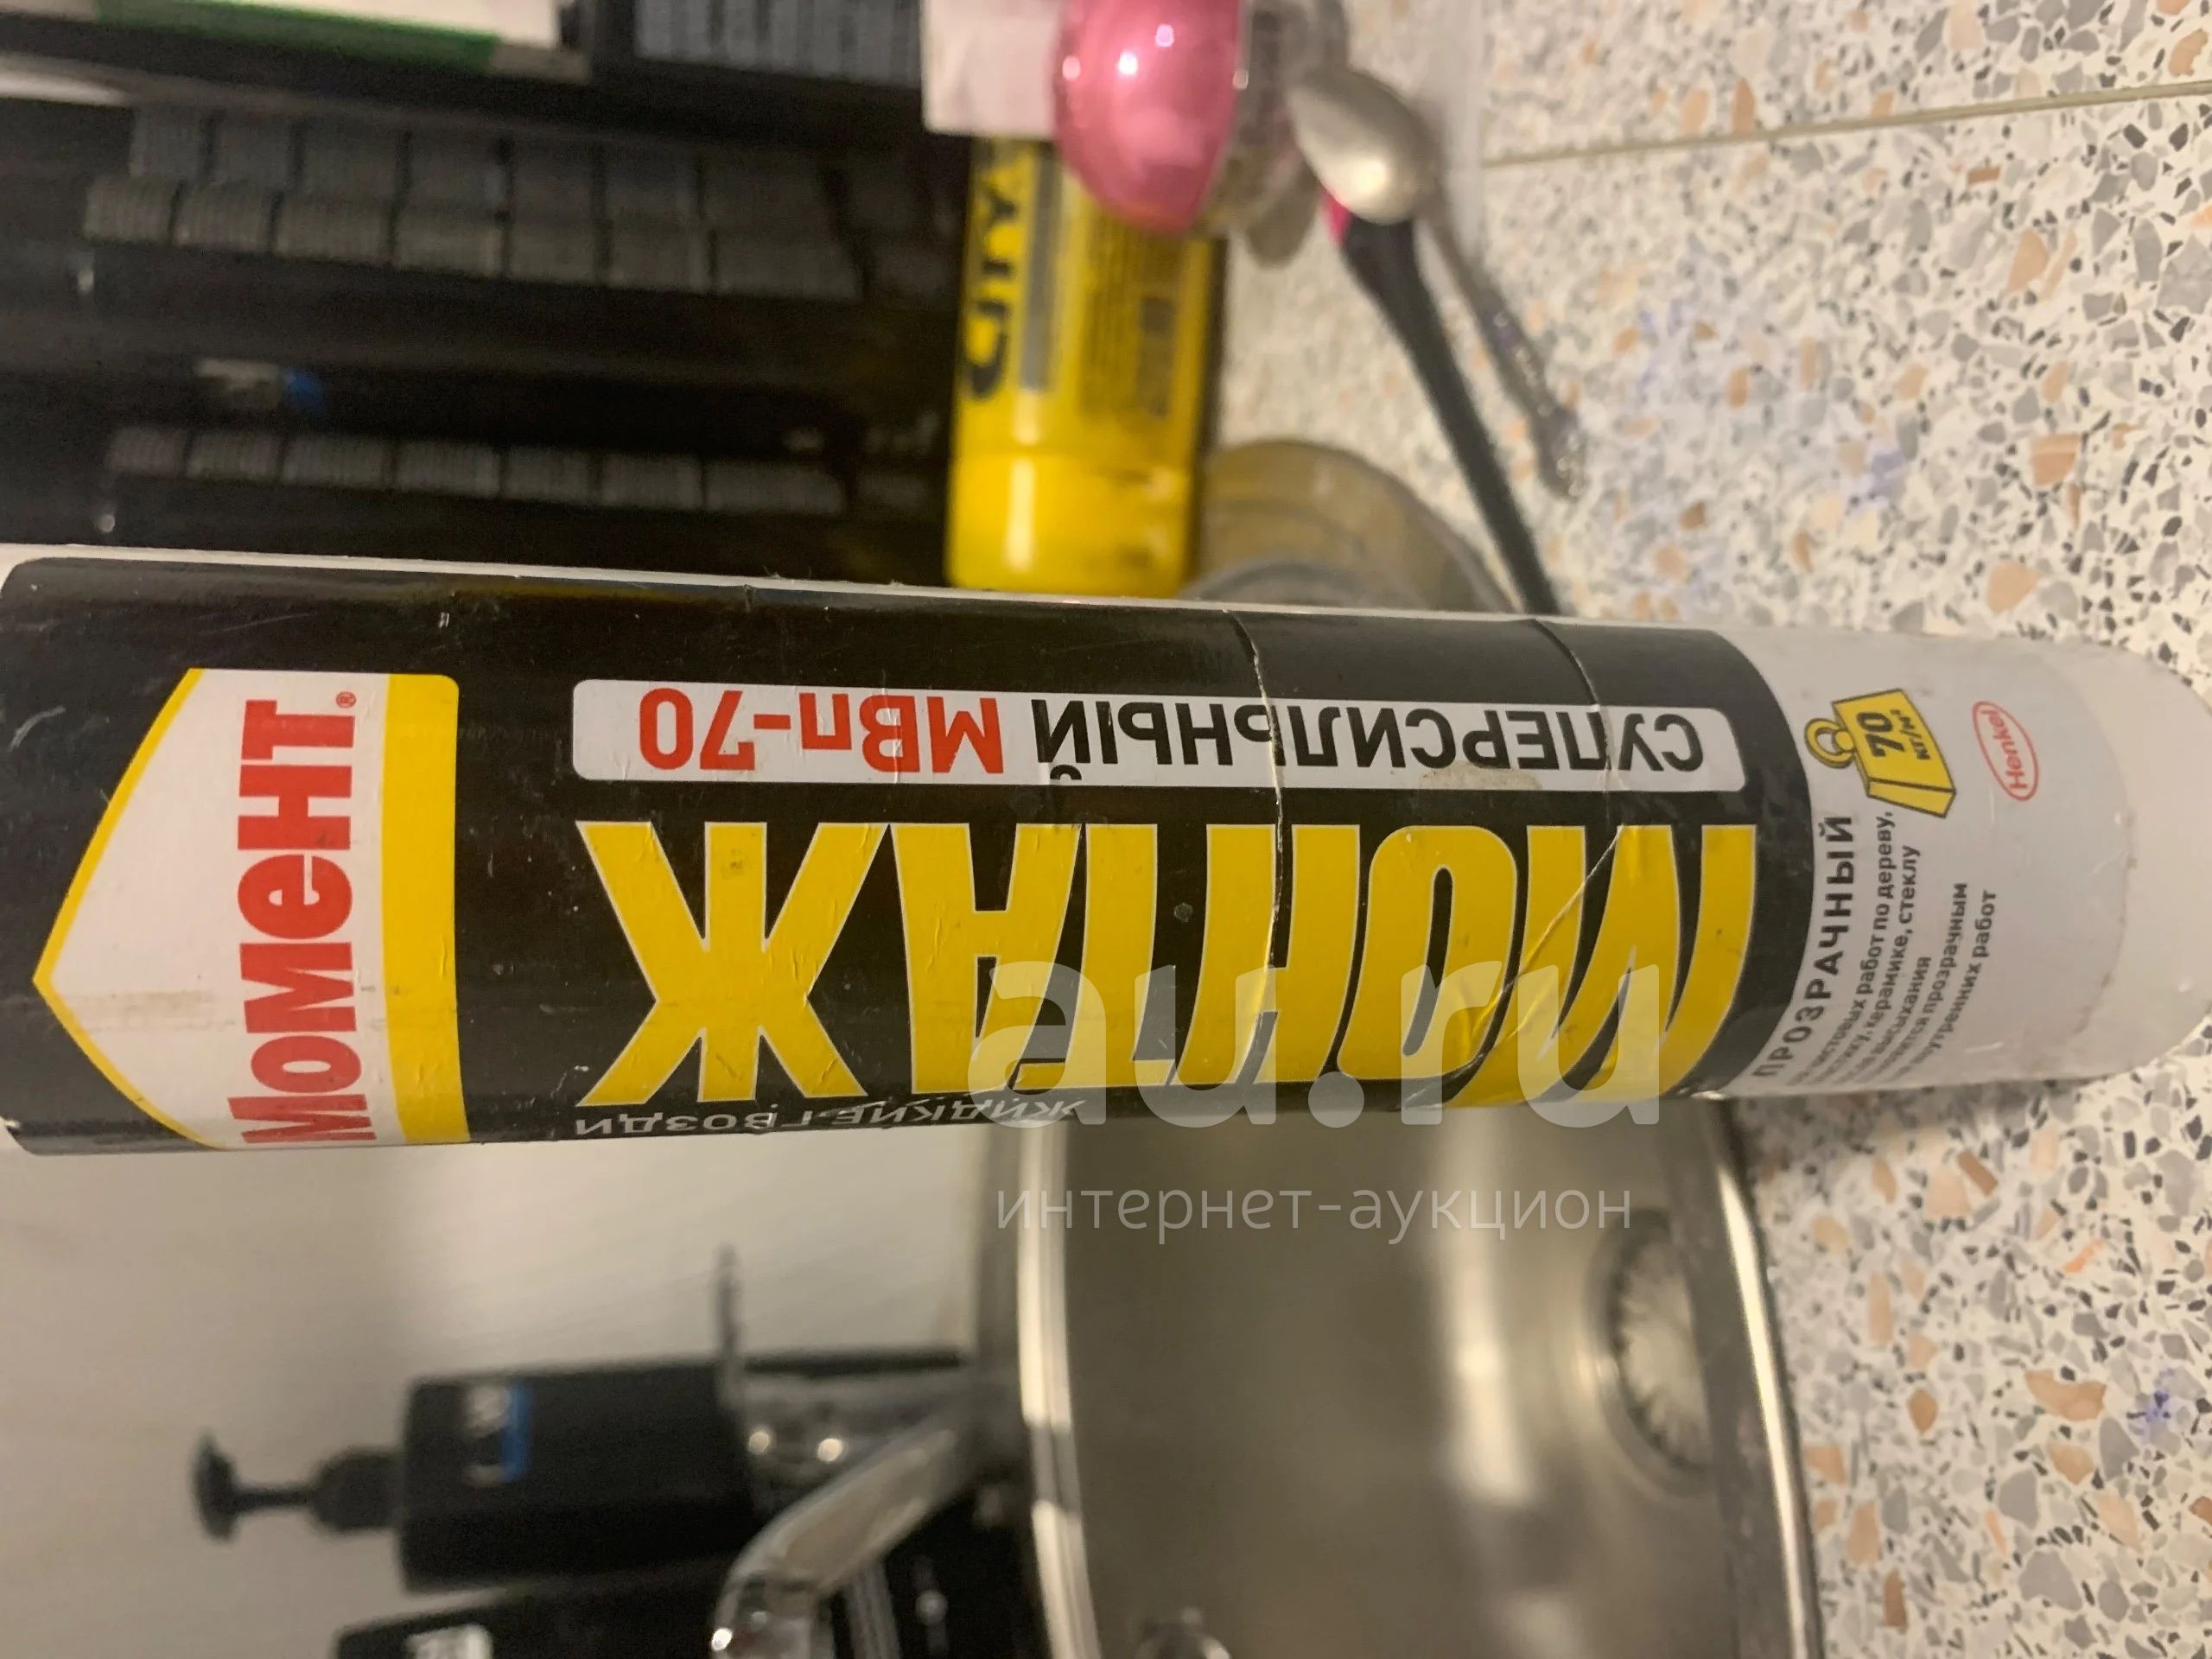 Момент®
ЖИДКИЕ ГВОЗДИ
МОНТАЖ
СУПЕРСИЛЬНЫЙ МВп-70
ПРОЗРАЧНЫЙ
работ по дереву,
керамике, стеклу
высыхания
прозрачным
внутренних работ
70
кг/м²
Henkel
au.ru
интернет-аукцион